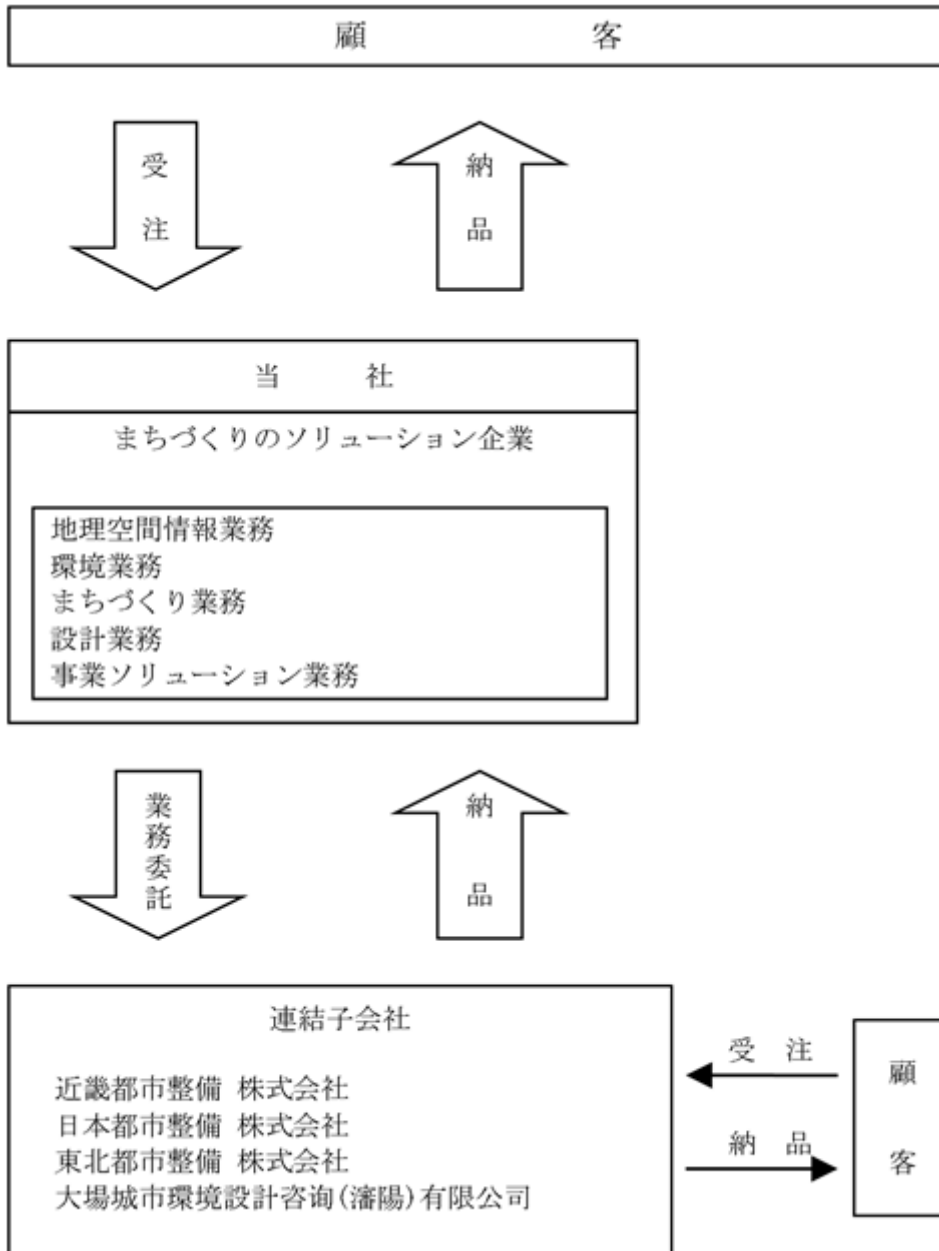 顧 客
受注
納品
当 社
まちづくりのソリューション企業
地理空間情報業務
環境業務
まちづくり業務
設計業務
事業ソリューション業務
業務委託
納品
連結子会社
近畿都市整備 株式会社
日本都市整備 株式会社
東北都市整備 株式会社
大場城市環境設計咨询(瀋陽)有限公司
受 注
納 品
顧客